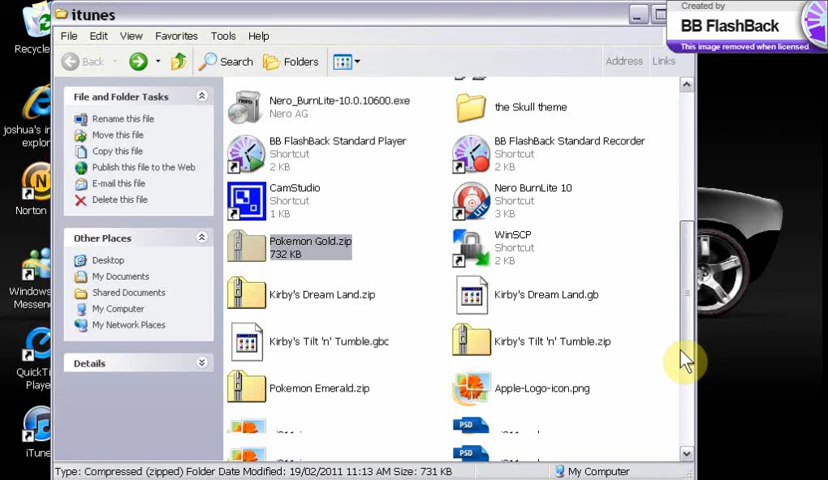 Created by
BB FlashBack
This image removed when licensed
itunes
File Edit View Favorites Tools Help
Back Search Folders Address Links
File and Folder Tasks
Rename this file
Move this file
Copy this file
Publish this file to the Web
E-mail this file
Delete this file
Other Places
Desktop
My Documents
Shared Documents
My Computer
My Network Places
Details
Nero_BurnLite-10.0.10600.exe
Nero AG
the Skull theme
BB FlashBack Standard Player
Shortcut
2 KB
BB FlashBack Standard Recorder
Shortcut
2 KB
CamStudio
Shortcut
1 KB
Nero BurnLite 10
Shortcut
3 KB
Pokemon Gold.zip
732 KB
WinSCP
Shortcut
2 KB
Kirby's Dream Land.zip
Kirby's Dream Land.gb
Kirby's Tilt 'n' Tumble.gbc
Kirby's Tilt 'n' Tumble.zip
Pokemon Emerald.zip
Apple-Logo-icon.png
PSD
PSD
LITE
Type: Compressed (zipped) Folder Date Modified: 19/02/2011 11:13 AM Size: 731 KB
My Computer
Recycle
joshua's in
explor
Norton
Windows
Messen
QuickTi
Player
iTun